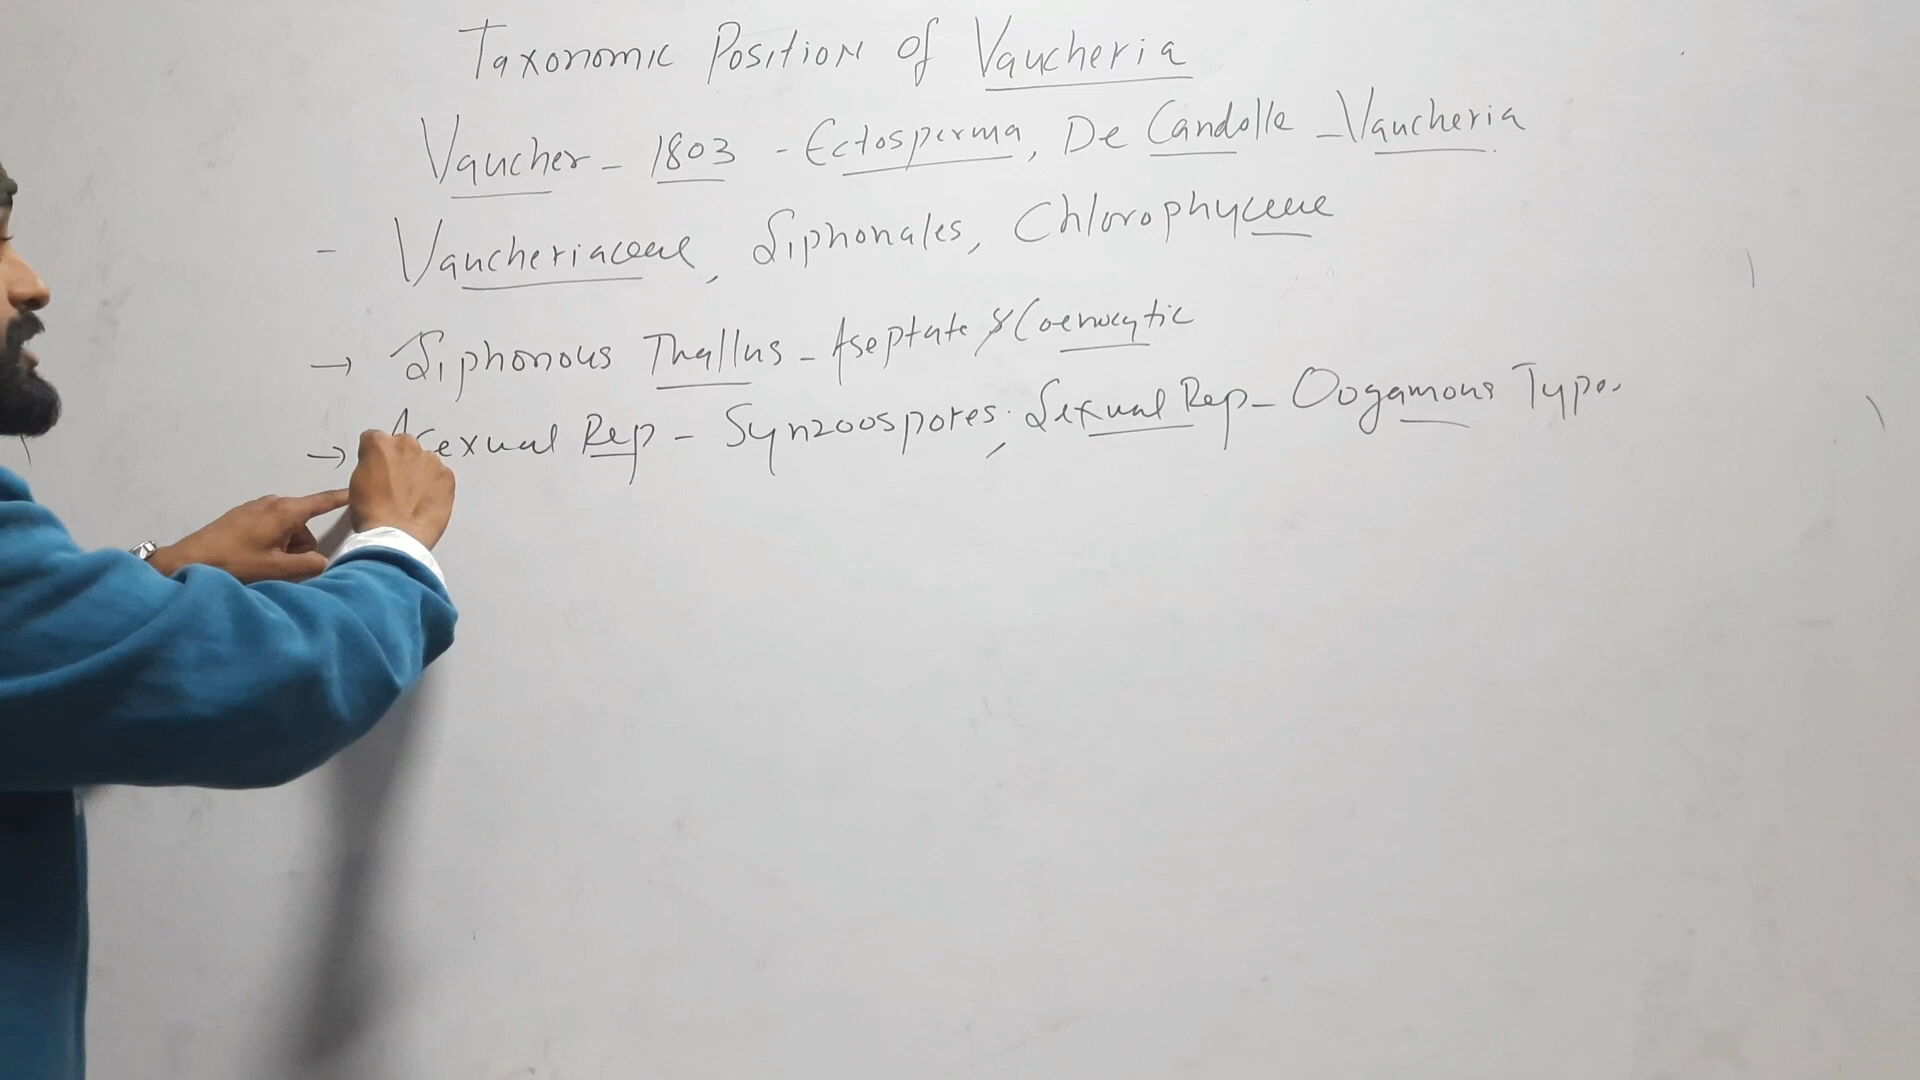 Taxonomic Position of Vaucheria
Vaucher - 1803 - Ectosperma, De Candolle - Vaucheria
- Vaucheriaceae, Siphonales, Chlorophyceae
→ Siphonous Thallus - Aseptate & Coenocytic
→ Asexual Rep - Synzoospores, Sexual Rep - Oogamous Type.